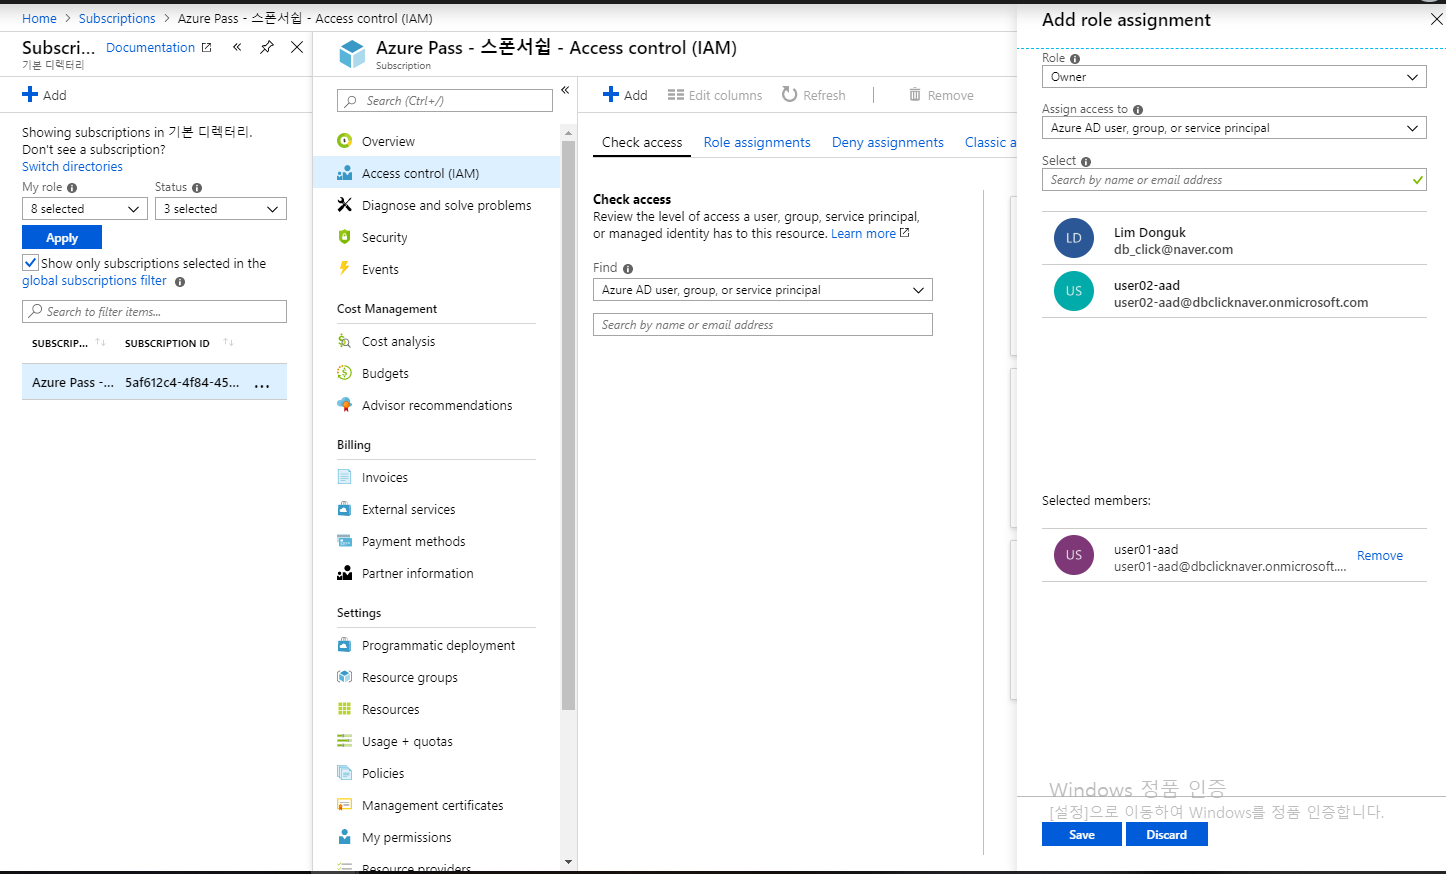 Home > Subscriptions > Azure Pass - 스폰서쉽 - Access control (IAM)
Subscri... Documentation
기본 디렉터리
Add
Showing subscriptions in 기본 디렉터리.
Don't see a subscription?
Switch directories
My role Status
8 selected 3 selected
Apply
Show only subscriptions selected in the
global subscriptions filter
Search to filter items...
SUBSCRIP... SUBSCRIPTION ID
Azure Pass -... 5af612c4-4f84-45... ...
Azure Pass - 스폰서쉽 - Access control (IAM)
Subscription
Search (Ctrl+/)
Overview
Access control (IAM)
Diagnose and solve problems
Security
Events
Cost Management
Cost analysis
Budgets
Advisor recommendations
Billing
Invoices
External services
Payment methods
Partner information
Settings
Programmatic deployment
Resource groups
Resources
Usage + quotas
Policies
Management certificates
My permissions
Resource providers
Add Edit columns Refresh Remove
Check access Role assignments Deny assignments Classic a
Check access
Review the level of access a user, group, service principal,
or managed identity has to this resource. Learn more
Find
Azure AD user, group, or service principal
Search by name or email address
Add role assignment
Role
Owner
Assign access to
Azure AD user, group, or service principal
Select
Search by name or email address
LD
Lim Donguk
db_click@naver.com
US
user02-aad
user02-aad@dbclicknaver.onmicrosoft.com
Selected members:
US
user01-aad
user01-aad@dbclicknaver.onmicrosoft....
Remove
Windows 정품 인증
[설정]으로 이동하여 Windows를 정품 인증합니다.
Save Discard